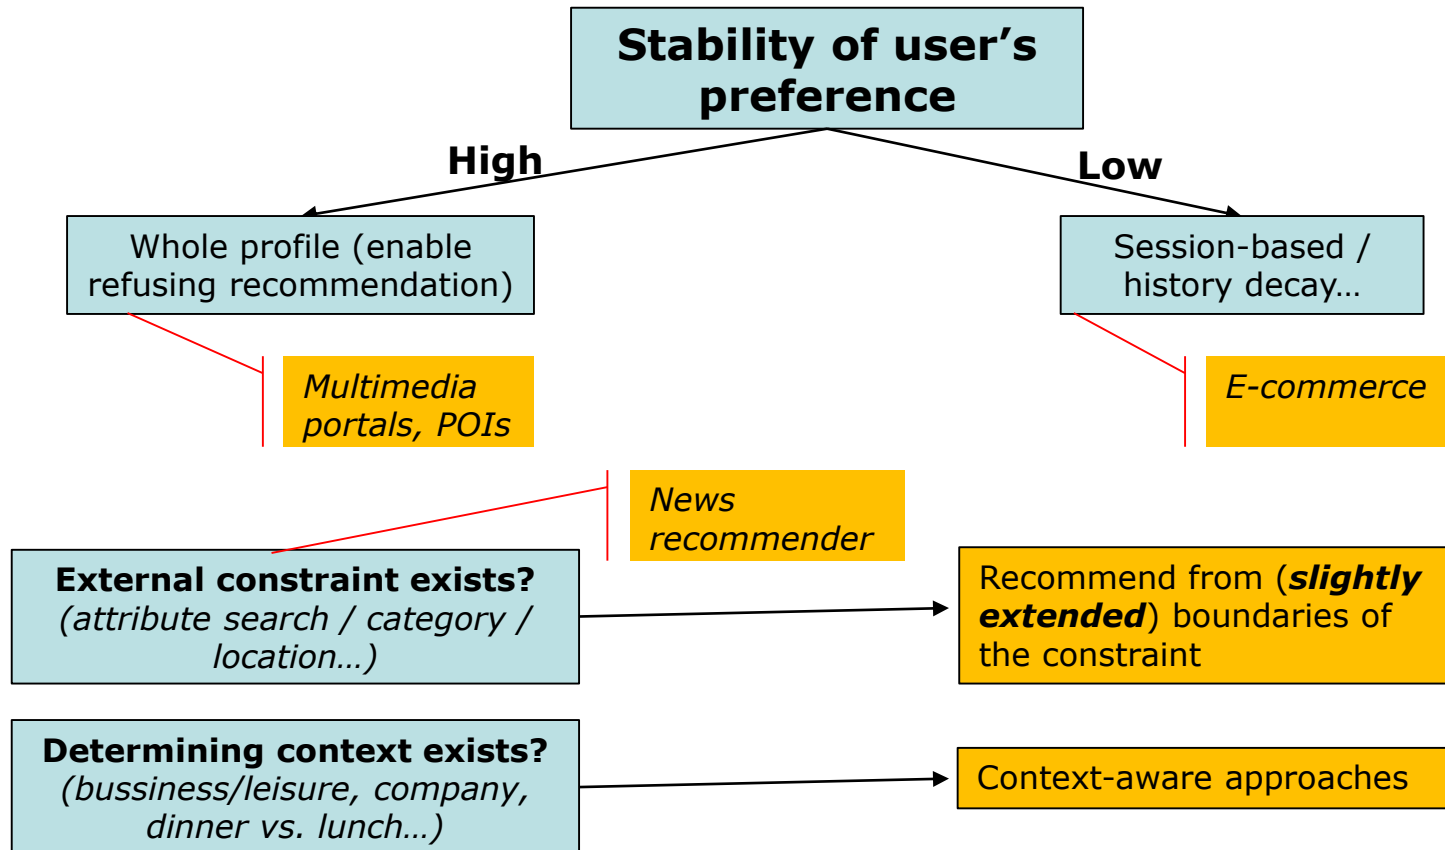 Stability of user’s
preference
High
Low
Whole profile (enable
refusing recommendation)
Session-based /
history decay…
Multimedia
portals, POIs
E-commerce
News
recommender
External constraint exists?
(attribute search / category /
location…)
Recommend from (slightly
extended) boundaries of
the constraint
Determining context exists?
(bussiness/leisure, company,
dinner vs. lunch…)
Context-aware approaches